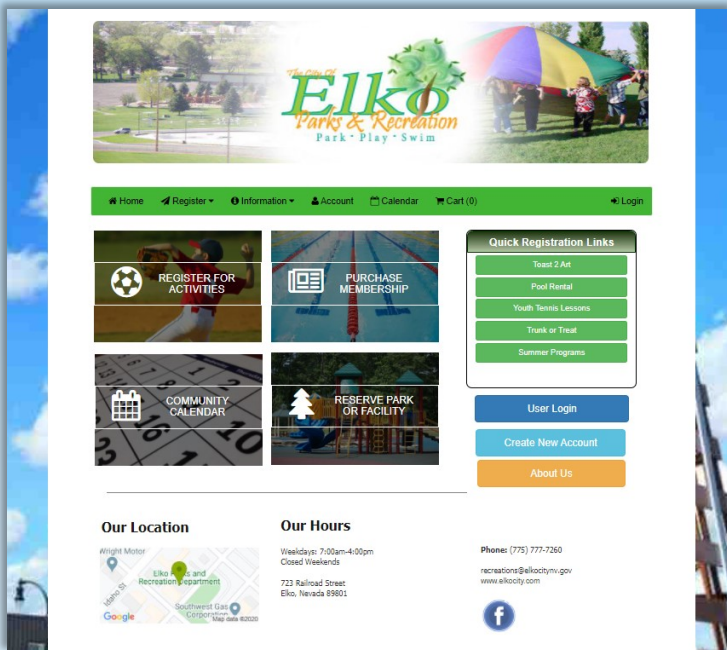 The City Of
Elko
Parks & Recreation
Park • Play • Swim
Home Register Information Account Calendar Cart (0) Login
REGISTER FOR
ACTIVITIES
PURCHASE
MEMBERSHIP
COMMUNITY
CALENDAR
RESERVE PARK
OR FACILITY
Quick Registration Links
Toast 2 Art
Pool Rental
Youth Tennis Lessons
Trunk or Treat
Summer Programs
User Login
Create New Account
About Us
Our Location
Wright Motor
Idaho St
Elko
and
Recreation Department
Southwest Gas
Corporation
Google
Map data ©2020
Our Hours
Weekdays: 7:00am-4:00pm
Closed Weekends
723 Railroad Street
Elko, Nevada 89801
Phone: (775) 777-7260
recreations@elkocitynv.gov
www.elkocity.com
f